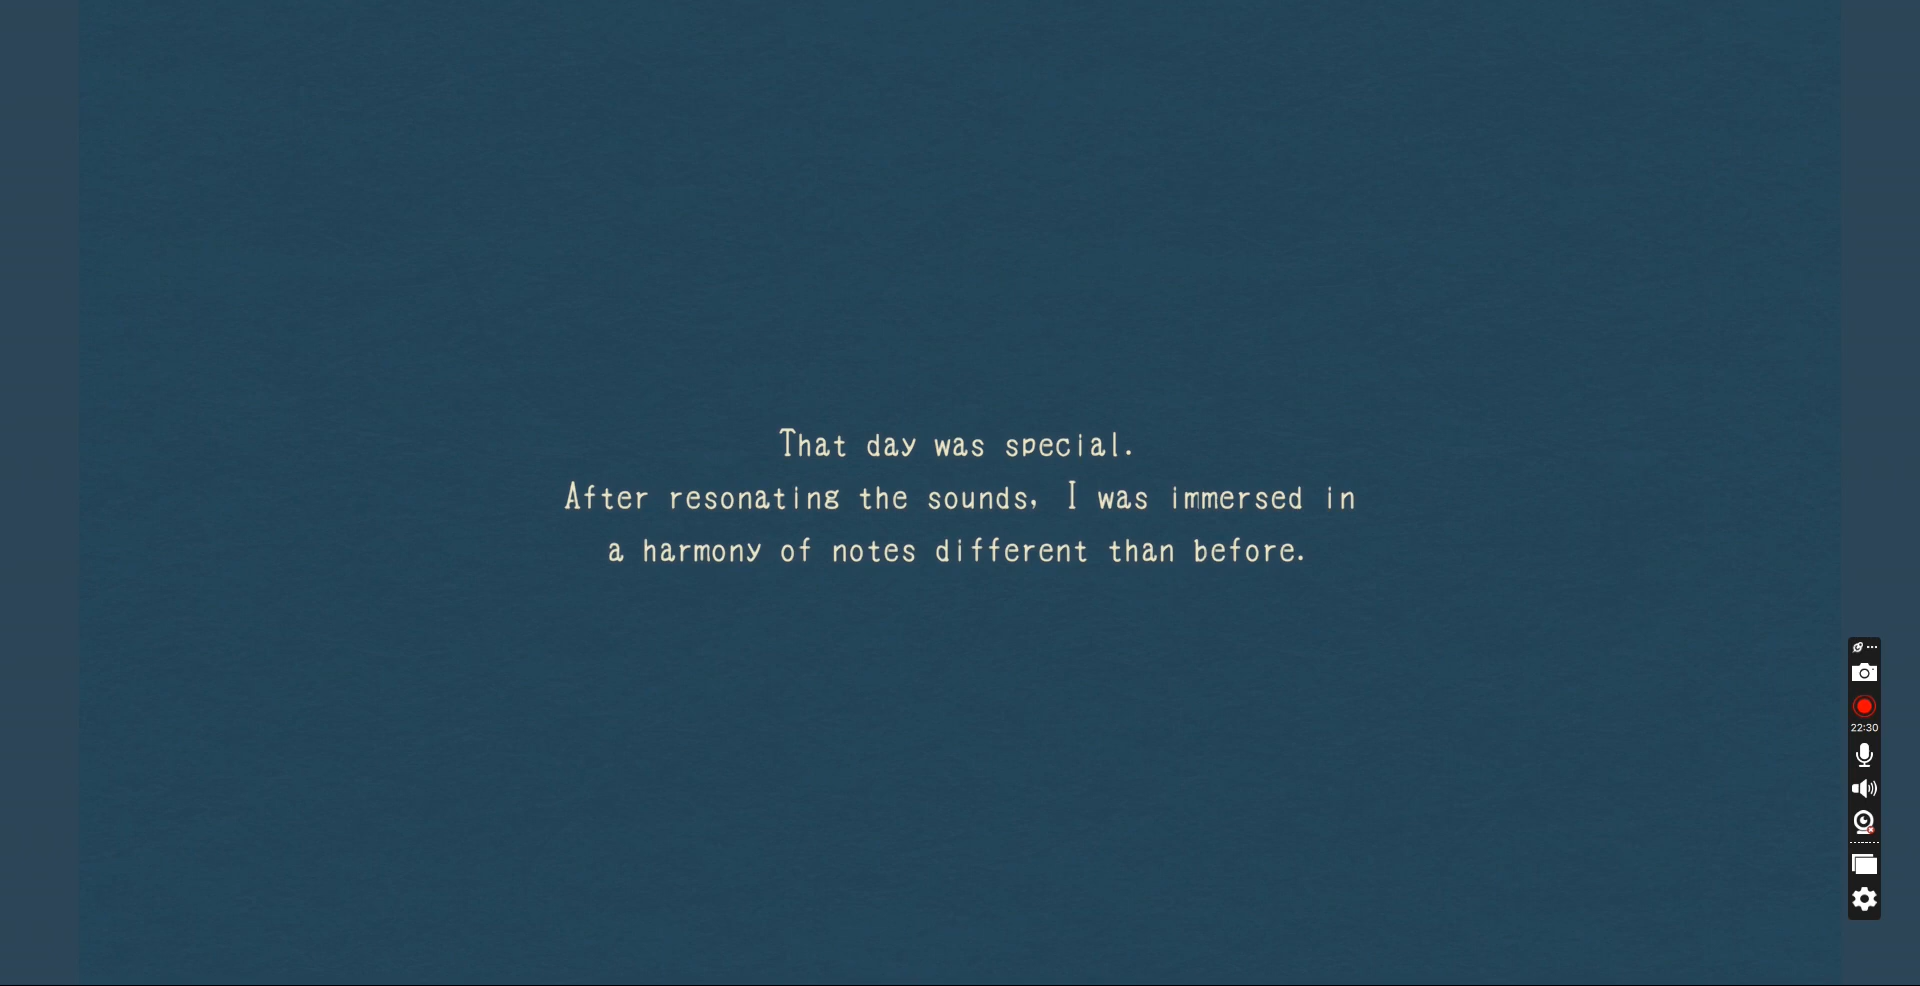 That day was special.
After resonating the sounds, I was immersed in
a harmony of notes different than before.
22:30